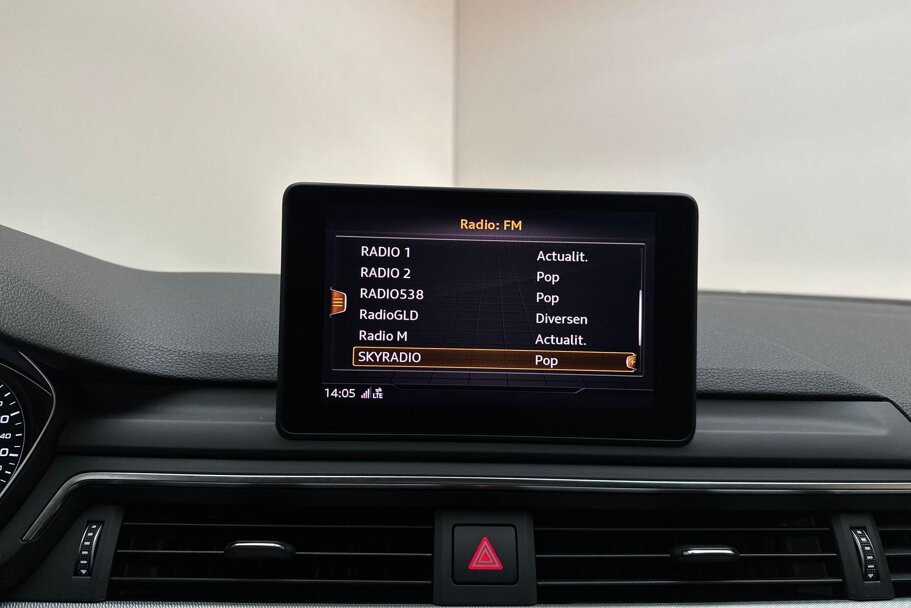 Radio: FM
RADIO 1 Actualit.
RADIO 2 Pop
RADIO538 Pop
RadioGLD Diversen
Radio M Actualit.
SKYRADIO Pop
14:05 LTE
40